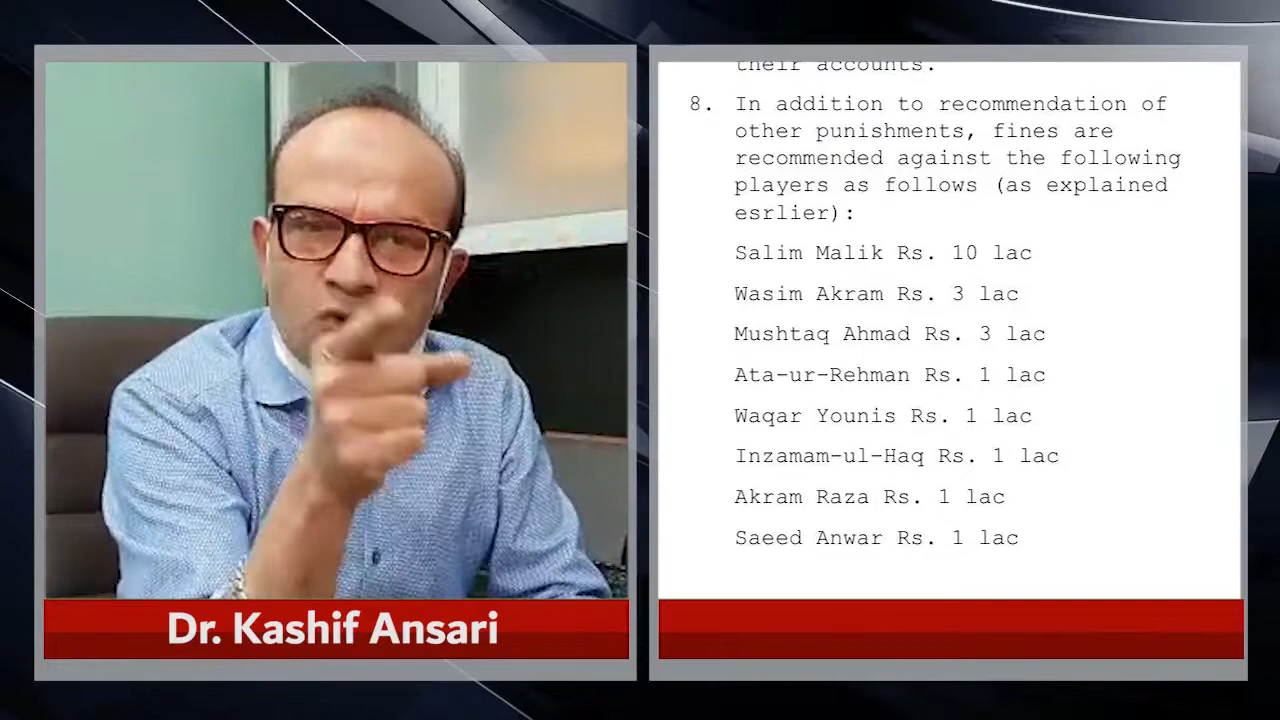 their accounts.
8. In addition to recommendation of
other punishments, fines are
recommended against the following
players as follows (as explained
esrlier):
Salim Malik Rs. 10 lac
Wasim Akram Rs. 3 lac
Mushtaq Ahmad Rs. 3 lac
Ata-ur-Rehman Rs. 1 lac
Waqar Younis Rs. 1 lac
Inzamam-ul-Haq Rs. 1 lac
Akram Raza Rs. 1 lac
Saeed Anwar Rs. 1 lac
Dr. Kashif Ansari